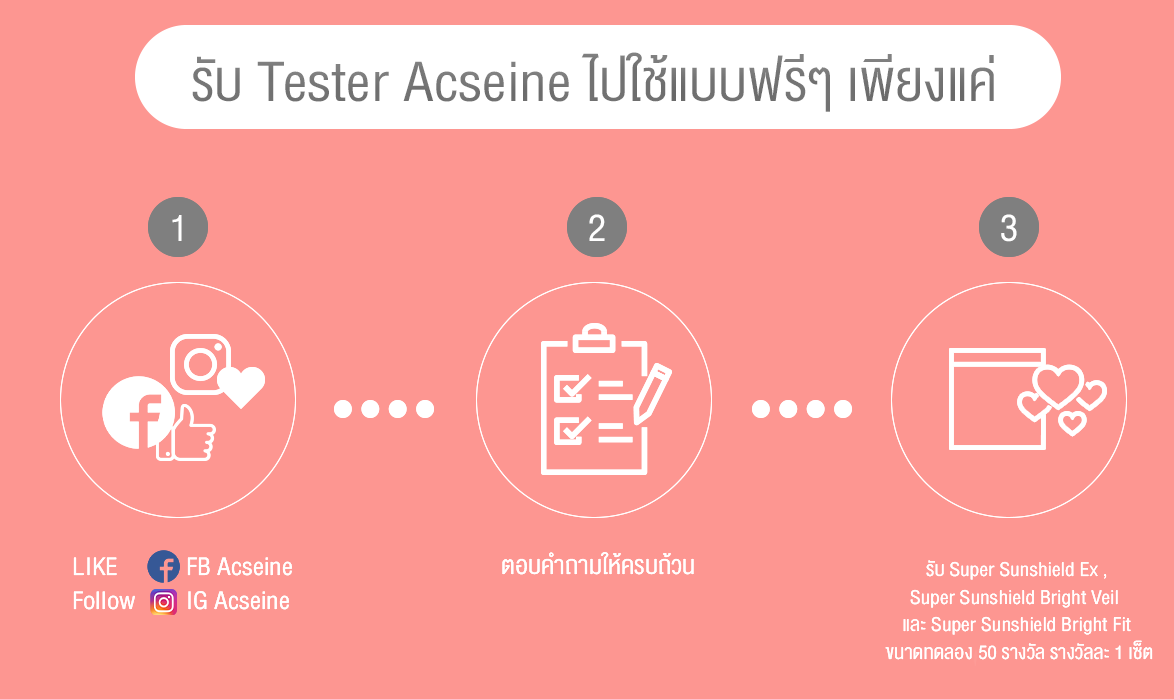 รับ Tester Acseine ไปใช้แบบฟรีๆ เพียงแค่
1
2
3
LIKE FB Acseine
Follow IG Acseine
ตอบคำถามให้ครบถ้วน
รับ Super Sunshield Ex ,
Super Sunshield Bright Veil
และ Super Sunshield Bright Fit
ขนาดทดลอง 50 รางวัล รางวัลละ 1 เซ็ต